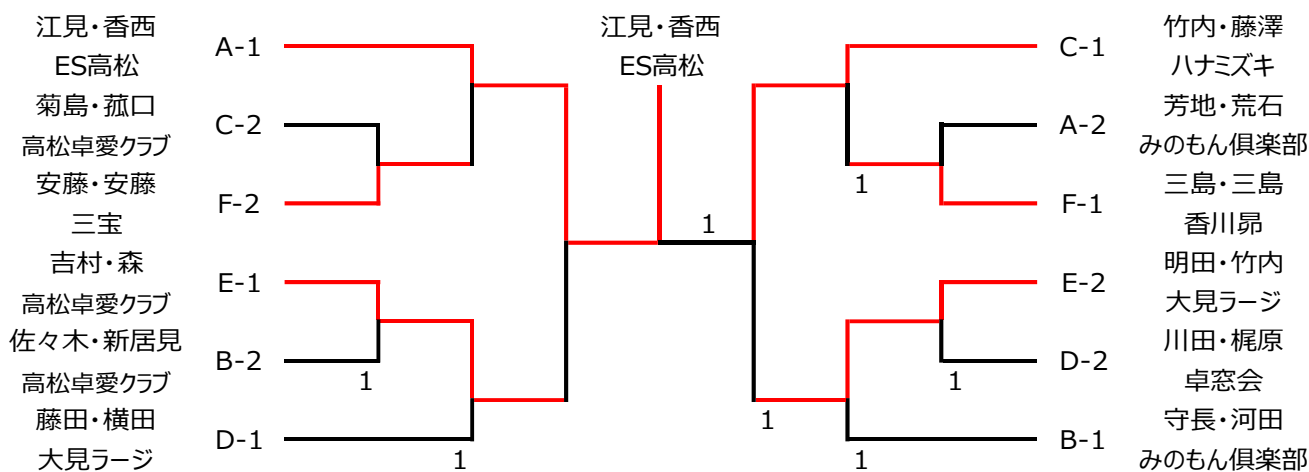 江見・香西
A-1
ES高松
菊島・菰口
C-2
高松卓愛クラブ
安藤・安藤
F-2
三宝
吉村・森
E-1
高松卓愛クラブ
佐々木・新居見
B-2
1
高松卓愛クラブ
藤田・横田
D-1
1
大見ラージ
江見・香西
ES高松
1
竹内・藤澤
C-1
ハナミズキ
芳地・荒石
A-2
みのもん倶楽部
1
三島・三島
F-1
香川昴
明田・竹内
E-2
大見ラージ
川田・梶原
D-2
1
卓窓会
1
守長・河田
B-1
1
みのもん倶楽部